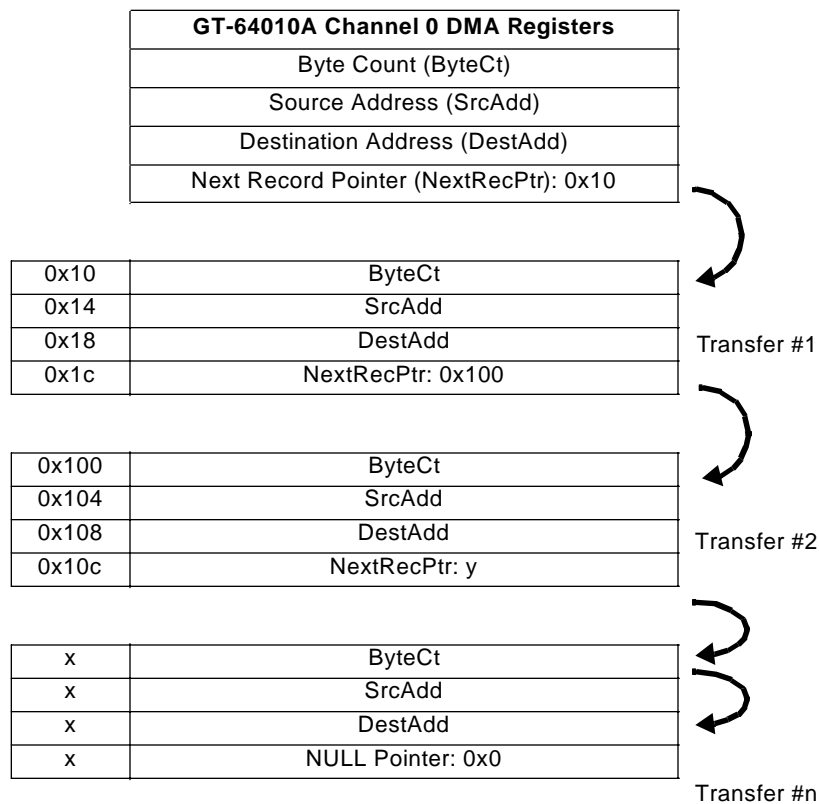 GT-64010A Channel 0 DMA Registers
Byte Count (ByteCt)
Source Address (SrcAdd)
Destination Address (DestAdd)
Next Record Pointer (NextRecPtr): 0x10
0x10 ByteCt
0x14 SrcAdd
0x18 DestAdd
Transfer #1
0x1c NextRecPtr: 0x100
0x100 ByteCt
0x104 SrcAdd
0x108 DestAdd
Transfer #2
0x10c NextRecPtr: y
x ByteCt
x SrcAdd
x DestAdd
x NULL Pointer: 0x0
Transfer #n